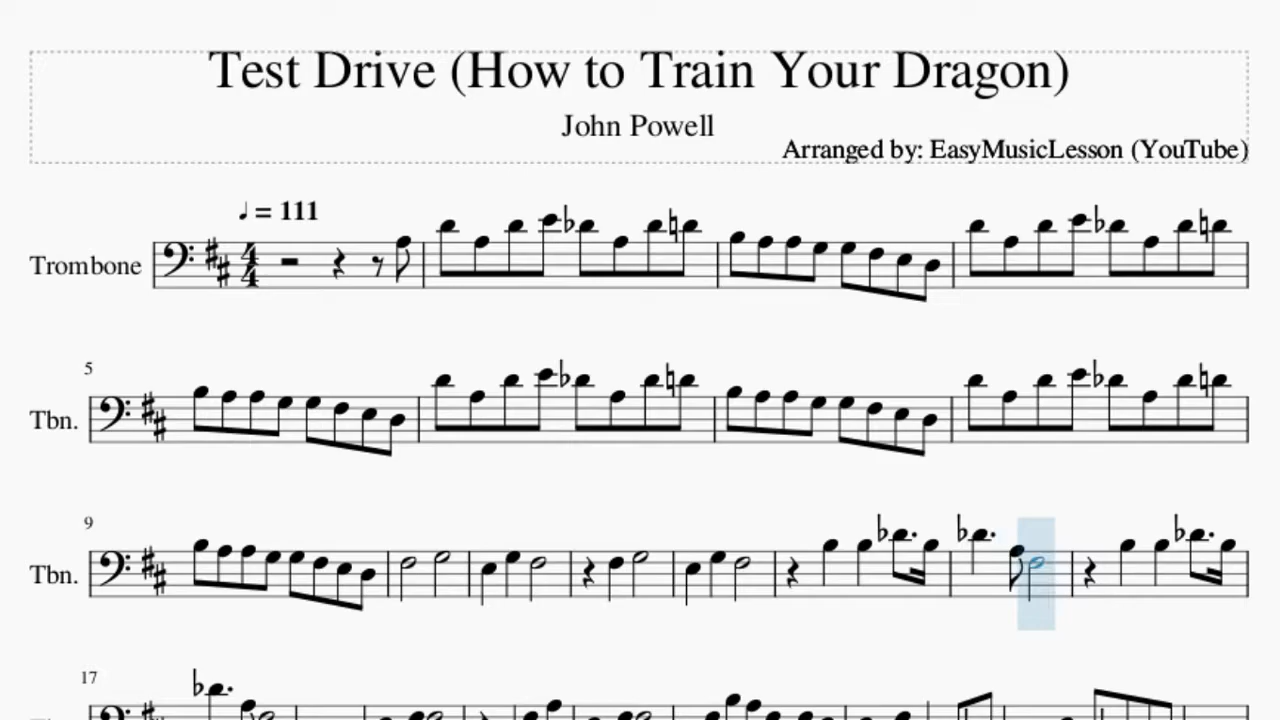 Test Drive (How to Train Your Dragon)
John Powell
Arranged by: EasyMusicLesson (YouTube)
♩ = 111
Trombone
5
Tbn.
9
Tbn.
17